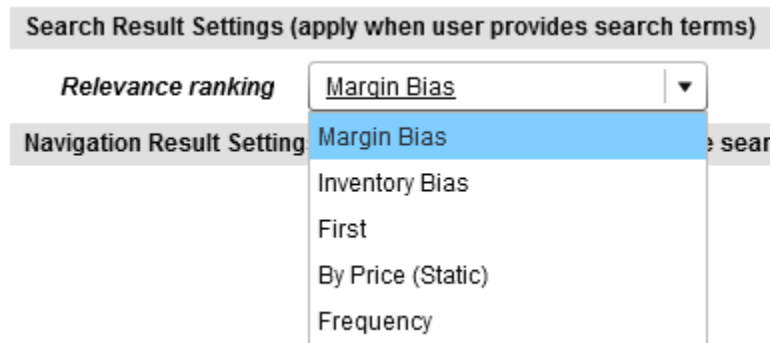 Search Result Settings (apply when user provides search terms)
Relevance ranking Margin Bias
Navigation Result Setting
Margin Bias
Inventory Bias
First
By Price (Static)
Frequency